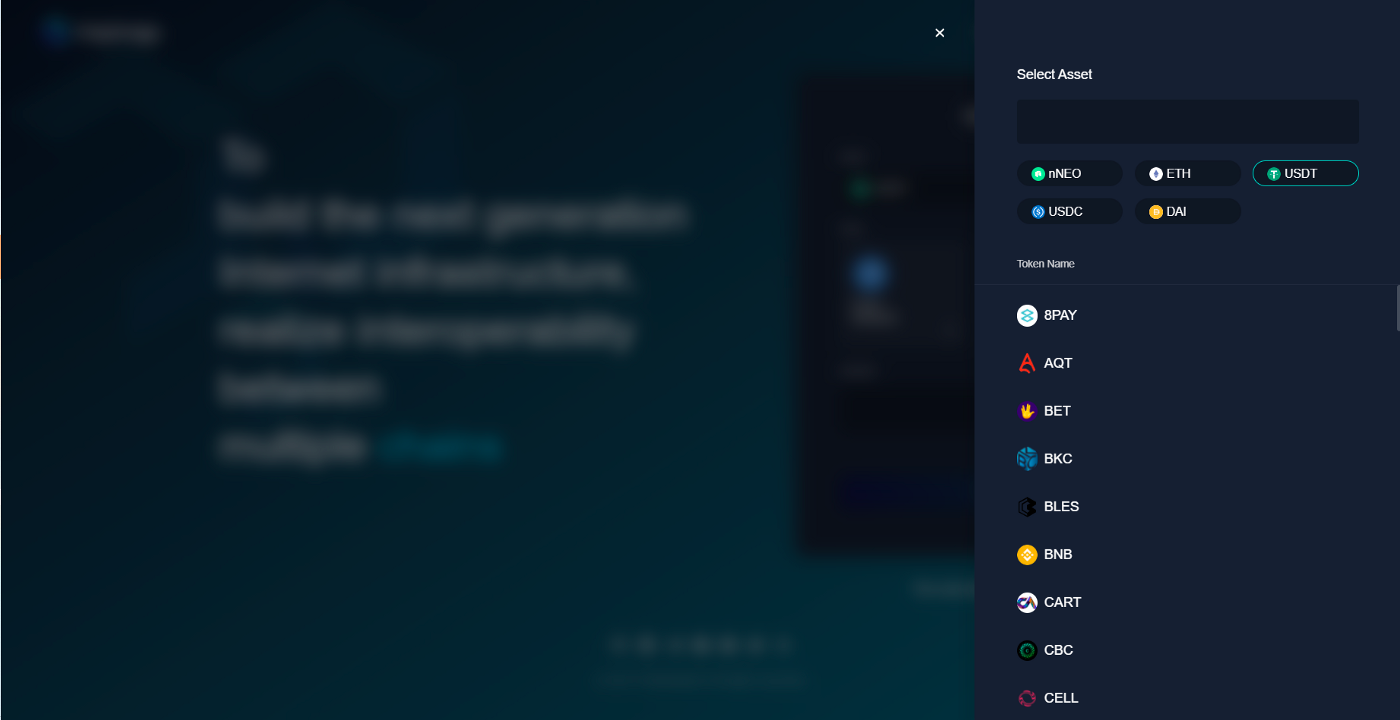 To
build the next generation
Internet infrastructure,
realize interoperability
between
multiple chains
Select Asset
nNEO
ETH
USDT
USDC
DAI
Token Name
8PAY
AQT
BET
BKC
BLES
BNB
CART
CBC
CELL